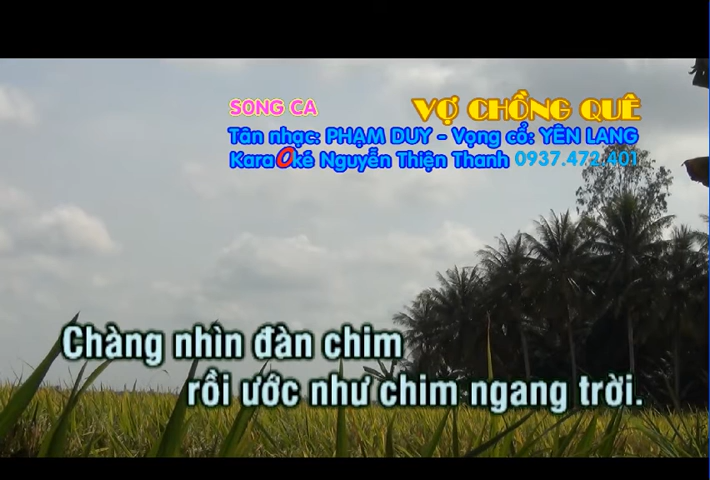 SONG CA VỢ CHỒNG QUÊ
Tân nhạc: PHẠM DUY - Vọng cổ: YÊN LANG
KaraOké Nguyễn Thiện Thanh 0937.472.401
Chàng nhìn đàn chim
rồi ước như chim ngang trời.